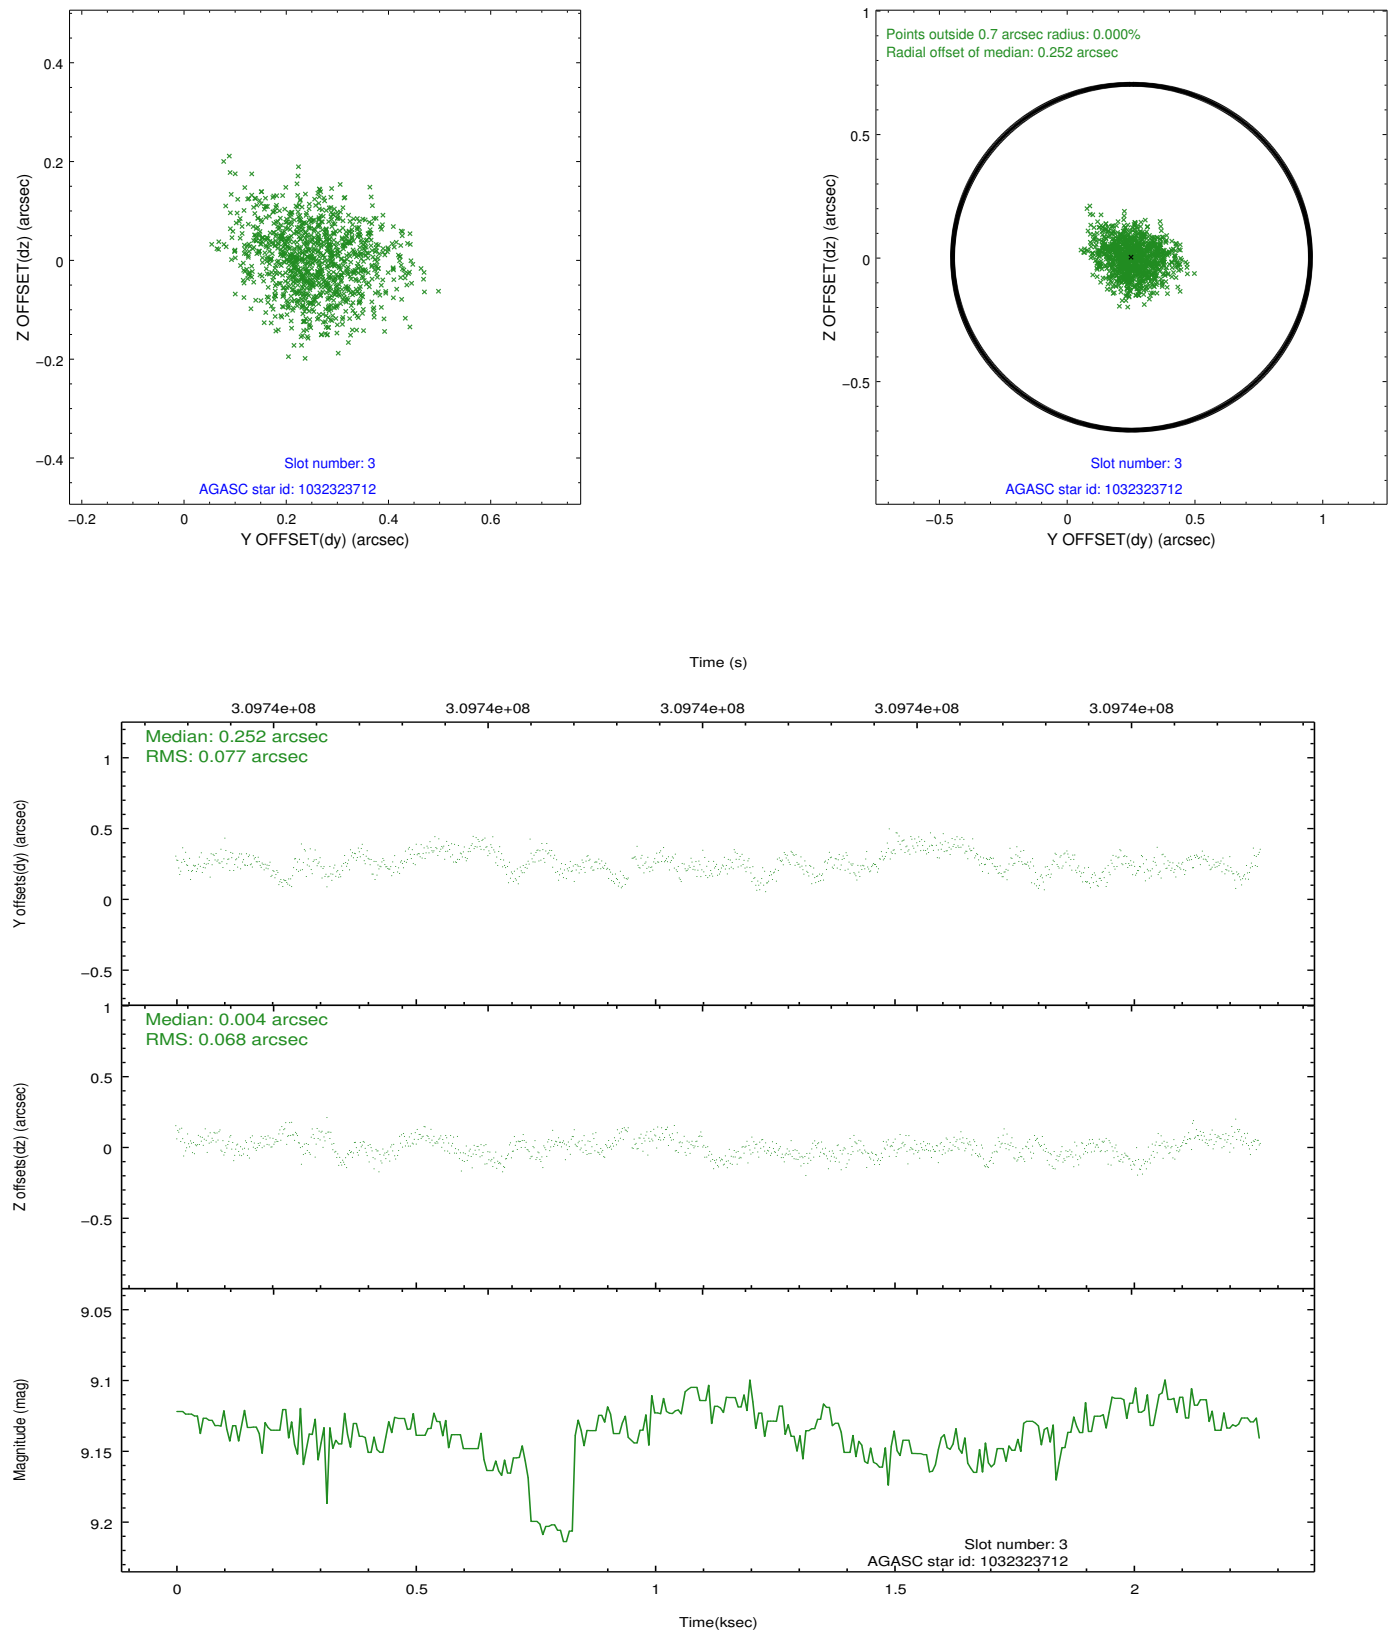 0.4
0.2
0
−0.2
−0.4
Z OFFSET(dz) (arcsec)
Slot number: 3
AGASC star id: 1032323712
−0.2 0 0.2 0.4 0.6
Y OFFSET(dy) (arcsec)
Points outside 0.7 arcsec radius: 0.000%
Radial offset of median: 0.252 arcsec
1
0.5
0
−0.5
Z OFFSET(dz) (arcsec)
Slot number: 3
AGASC star id: 1032323712
−0.5 0 0.5 1
Y OFFSET(dy) (arcsec)
Time (s)
3.0974e+08 3.0974e+08 3.0974e+08 3.0974e+08 3.0974e+08
Median: 0.252 arcsec
RMS: 0.077 arcsec
1
0.5
0
−0.5
Y offsets(dy) (arcsec)
Median: 0.004 arcsec
RMS: 0.068 arcsec
1
0.5
0
−0.5
Z offsets(dz) (arcsec)
9.05
9.1
9.15
9.2
Magnitude (mag)
Slot number: 3
AGASC star id: 1032323712
0 0.5 1 1.5 2
Time(ksec)